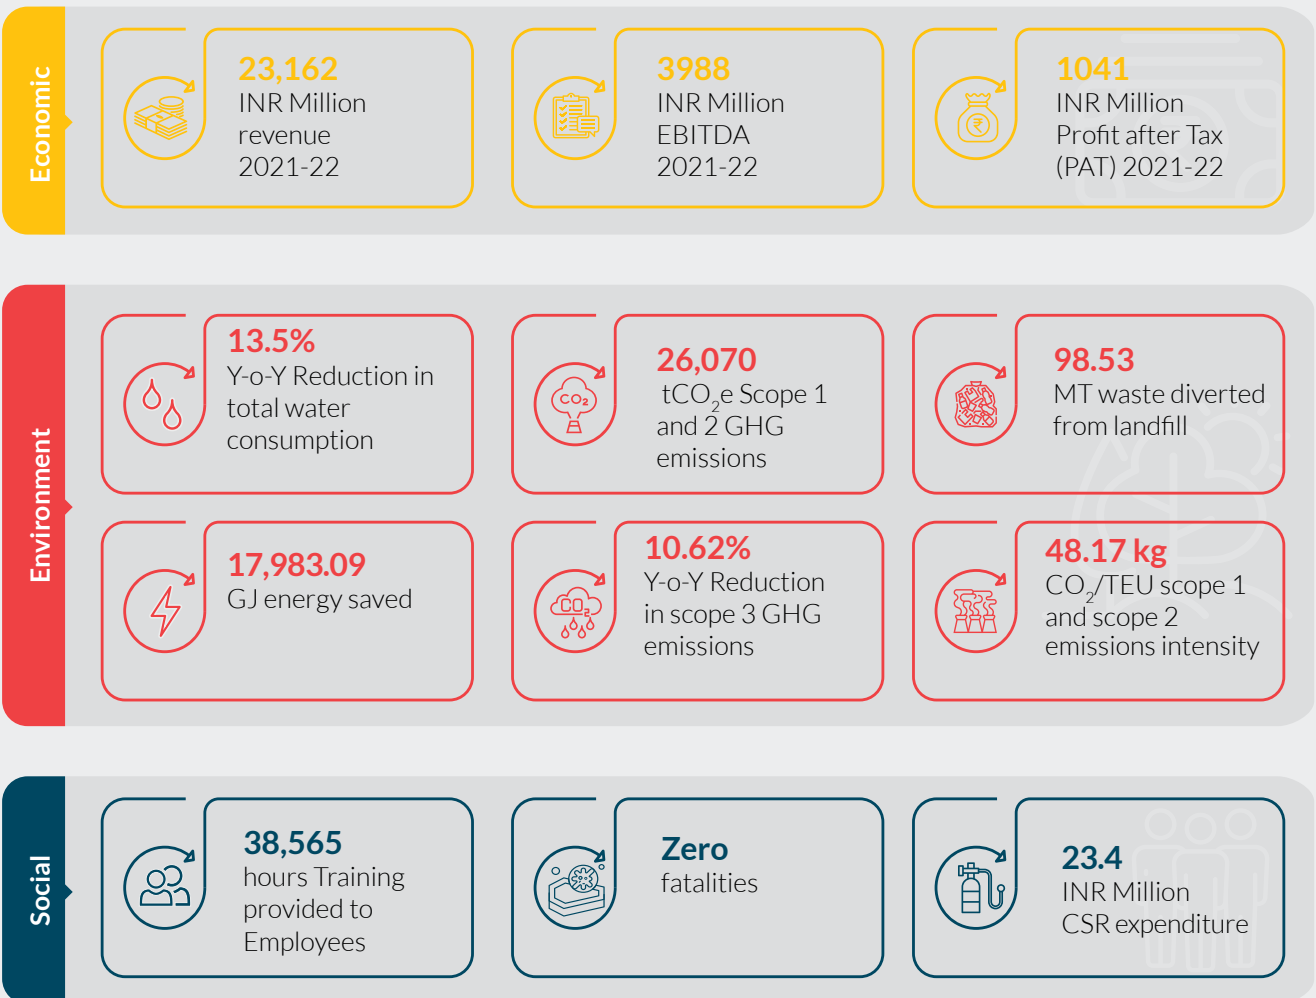 Economic
23,162
INR Million
revenue
2021-22
3988
INR Million
EBITDA
2021-22
1041
INR Million
Profit after Tax
(PAT) 2021-22
Environment
13.5%
Y-o-Y Reduction in
total water
consumption
CO₂
26,070
tCO₂e Scope 1
and 2 GHG
emissions
98.53
MT waste diverted
from landfill
17,983.09
GJ energy saved
CO₂
10.62%
Y-o-Y Reduction
in scope 3 GHG
emissions
48.17 kg
CO₂/TEU scope 1
and scope 2
emissions intensity
Social
38,565
hours Training
provided to
Employees
Zero
fatalities
23.4
INR Million
CSR expenditure